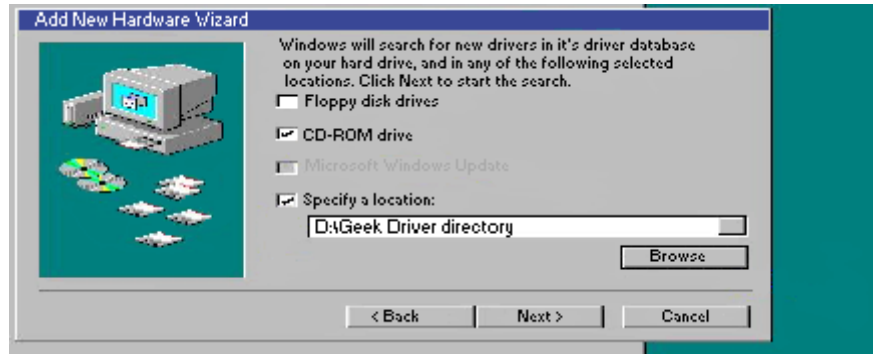 Add New Hardware Wizard
Windows will search for new drivers in it's driver database
on your hard drive, and in any of the following selected
locations. Click Next to start the search.
Floppy disk drives
CD-ROM drive
Microsoft Windows Update
Specify a location:
D:\Geek Driver directory
Browse
< Back Next > Cancel